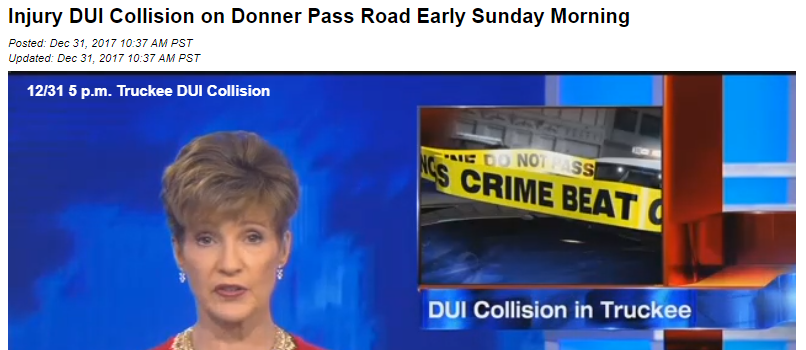 Injury DUI Collision on Donner Pass Road Early Sunday Morning
Posted: Dec 31, 2017 10:37 AM PST
Updated: Dec 31, 2017 10:37 AM PST
12/31 5 p.m. Truckee DUI Collision
DO NOT PASS
CRIME BEAT
DUI Collision in Truckee